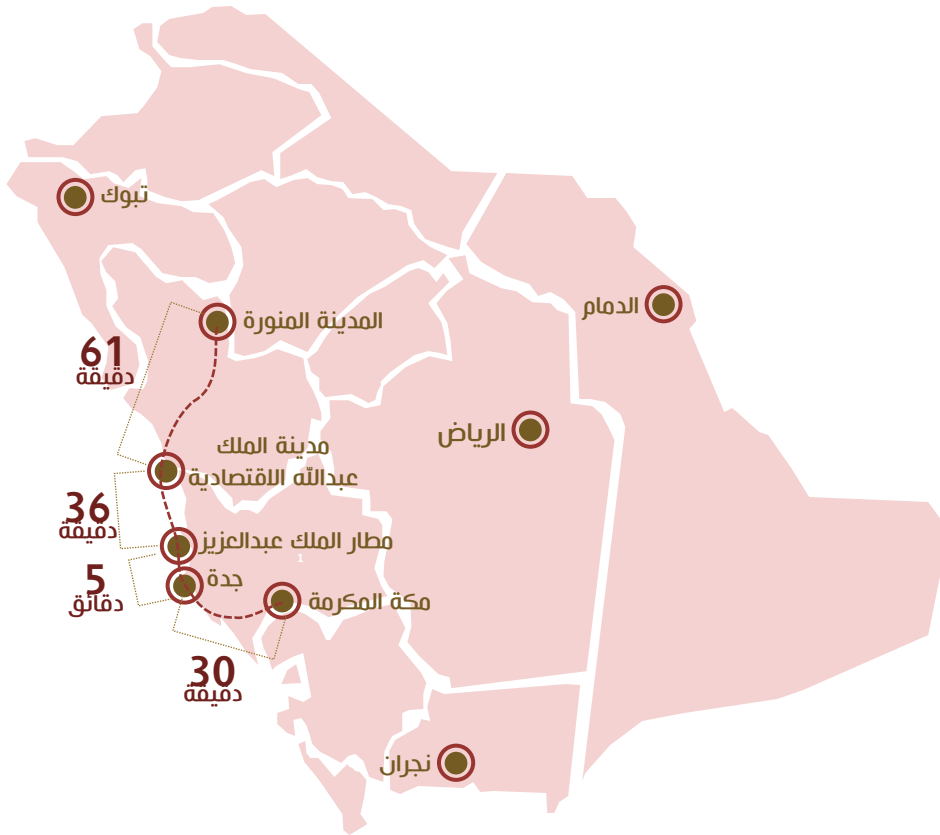 تبوك
الدمام
المدينة المنورة
61
دقيقة
الرياض
مدينة الملك
عبدالله الاقتصادية
36
دقيقة
مطار الملك عبدالعزيز
1
5
دقائق
جدة
مكة المكرمة
30
دقيقة
نجران